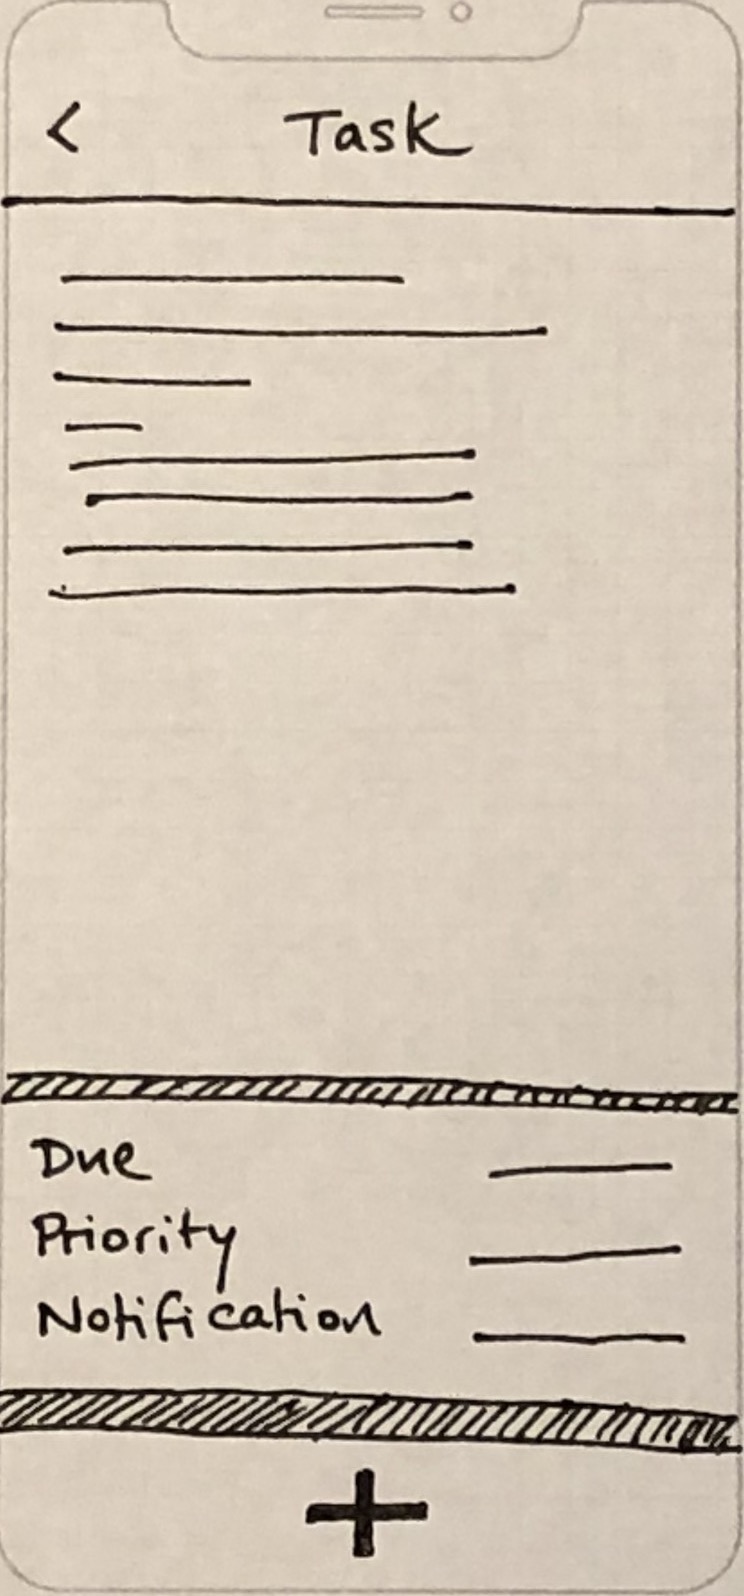 < Task
Due
Priority
Notification
+